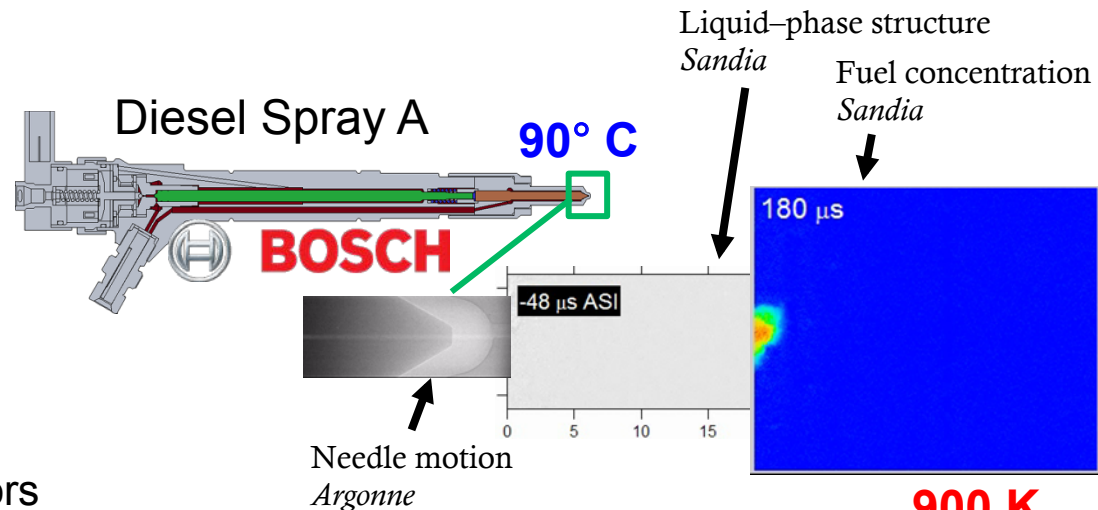 Liquid–phase structure
Sandia
Fuel concentration
Sandia
Diesel Spray A
90° C
BOSCH
180 μs
-48 μs ASI
0 5 10 15
Needle motion
Argonne
ors
900 K